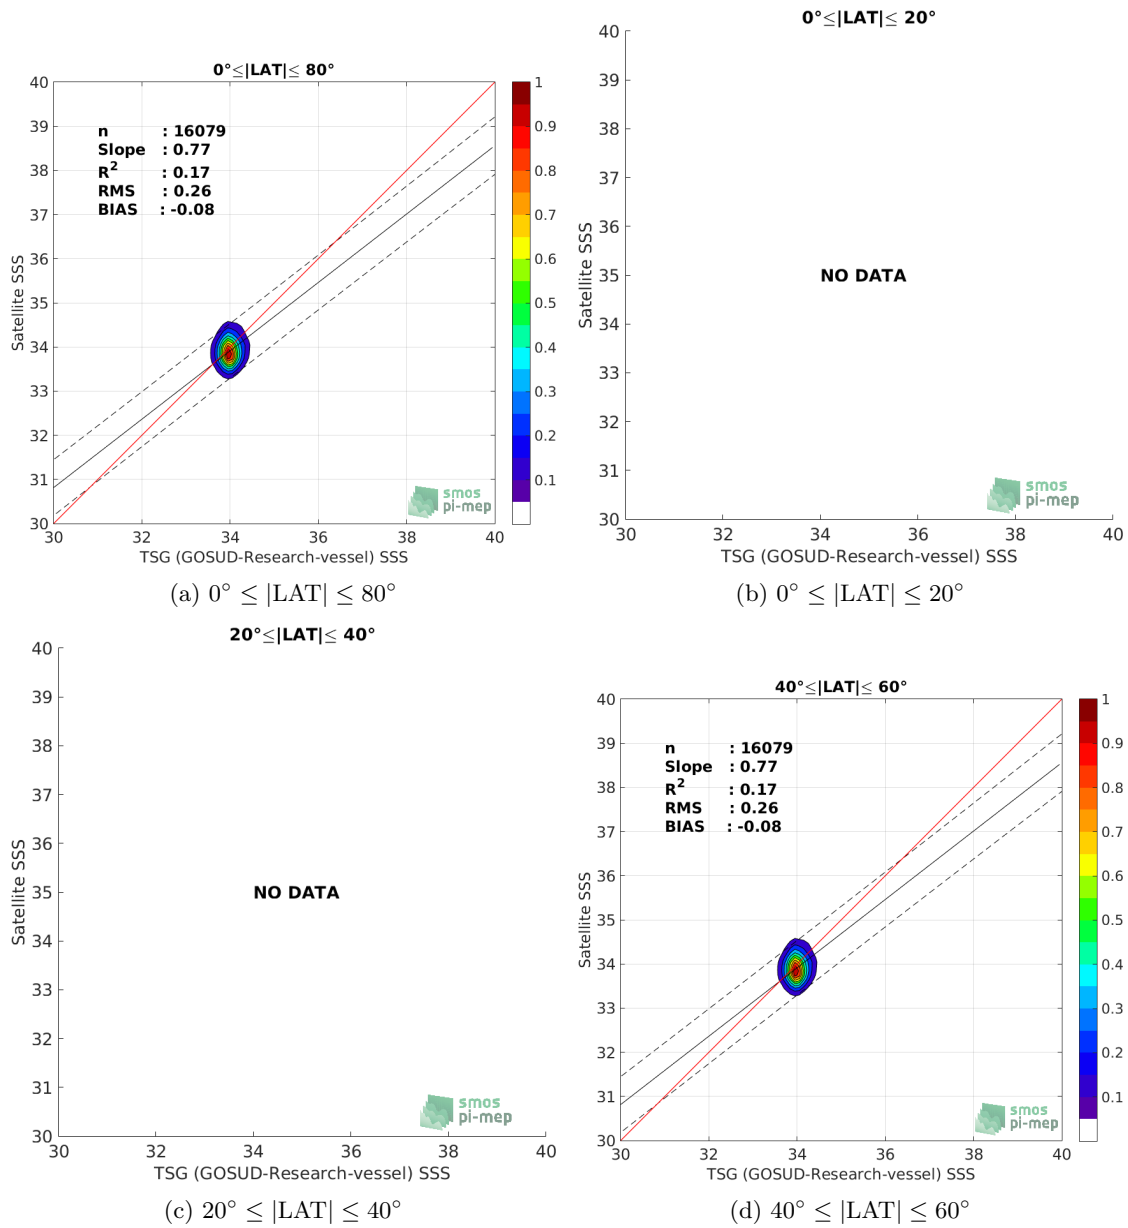 0°≤|LAT|≤ 80°
40
39
38
37
36
35
34
33
32
31
30
Satellite SSS
n : 16079
Slope : 0.77
R² : 0.17
RMS : 0.26
BIAS : -0.08
smos
pi-mep
30 32 34 36 38 40
TSG (GOSUD-Research-vessel) SSS
1
0.9
0.8
0.7
0.6
0.5
0.4
0.3
0.2
0.1
(a) 0° ≤ |LAT| ≤ 80°
0°≤|LAT|≤ 20°
40
39
38
37
36
35
34
33
32
31
30
Satellite SSS
NO DATA
smos
pi-mep
30 32 34 36 38 40
TSG (GOSUD-Research-vessel) SSS
(b) 0° ≤ |LAT| ≤ 20°
20°≤|LAT|≤ 40°
40
39
38
37
36
35
34
33
32
31
30
Satellite SSS
NO DATA
smos
pi-mep
30 32 34 36 38 40
TSG (GOSUD-Research-vessel) SSS
(c) 20° ≤ |LAT| ≤ 40°
40°≤|LAT|≤ 60°
40
39
38
37
36
35
34
33
32
31
30
Satellite SSS
n : 16079
Slope : 0.77
R² : 0.17
RMS : 0.26
BIAS : -0.08
smos
pi-mep
30 32 34 36 38 40
TSG (GOSUD-Research-vessel) SSS
1
0.9
0.8
0.7
0.6
0.5
0.4
0.3
0.2
0.1
(d) 40° ≤ |LAT| ≤ 60°